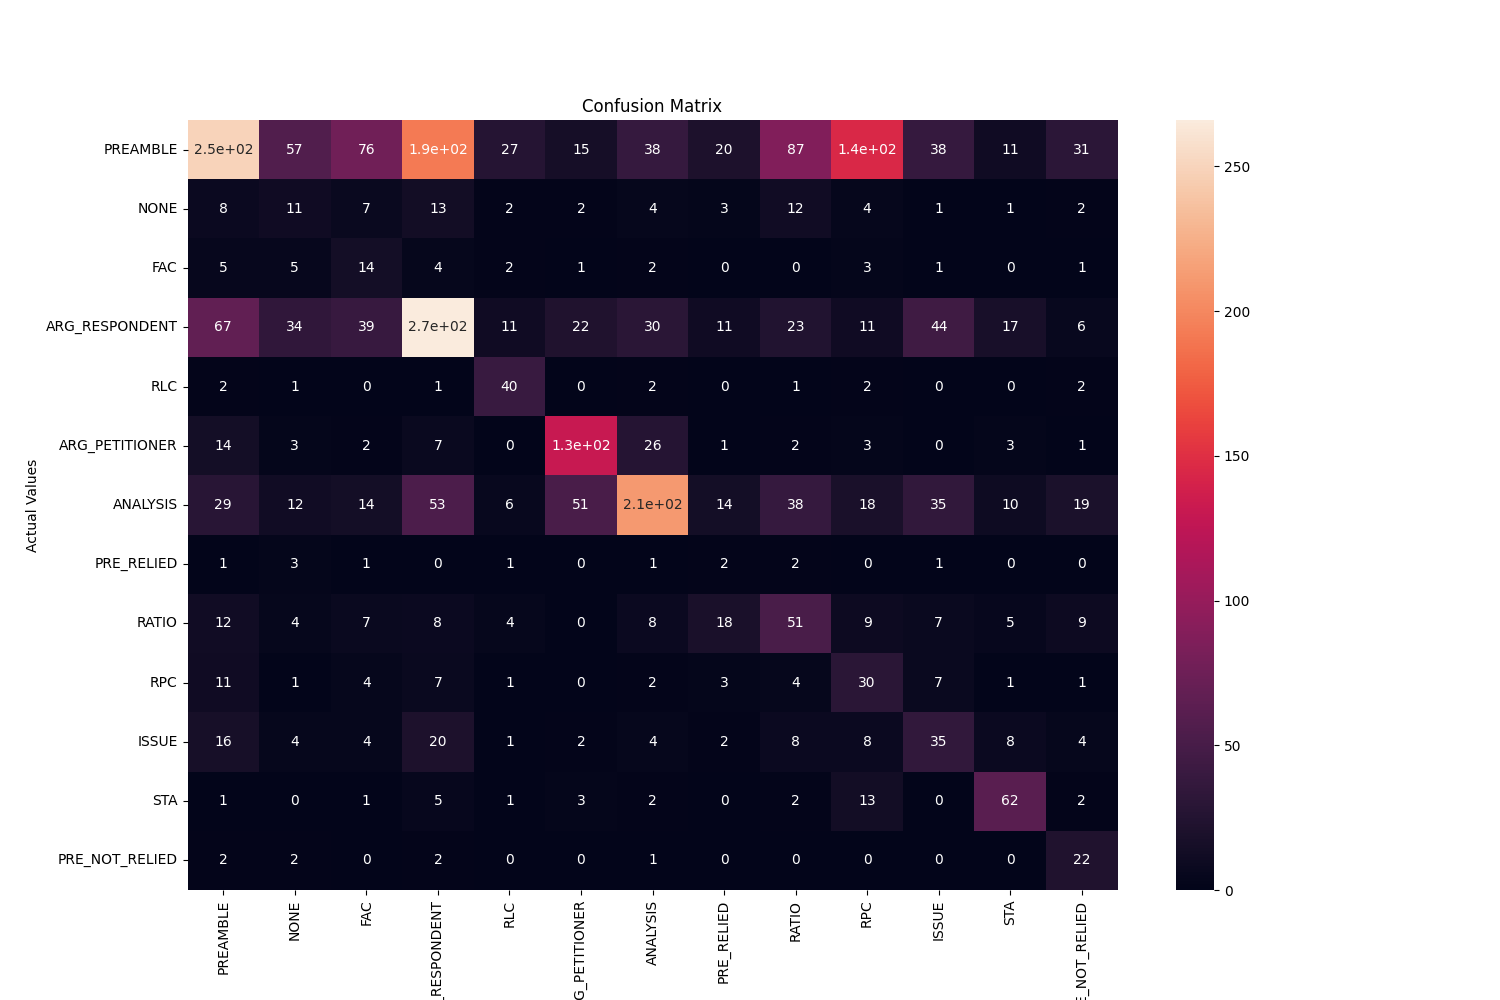 Confusion Matrix
PREAMBLE 2.5e+02 57 76 1.9e+02 27 15 38 20 87 1.4e+02 38 11 31
NONE 8 11 7 13 2 2 4 3 12 4 1 1 2
FAC 5 5 14 4 2 1 2 0 0 3 1 0 1
ARG_RESPONDENT 67 34 39 2.7e+02 11 22 30 11 23 11 44 17 6
RLC 2 1 0 1 40 0 2 0 1 2 0 0 2
ARG_PETITIONER 14 3 2 7 0 1.3e+02 26 1 2 3 0 3 1
ANALYSIS 29 12 14 53 6 51 2.1e+02 14 38 18 35 10 19
PRE_RELIED 1 3 1 0 1 0 1 2 2 0 1 0 0
RATIO 12 4 7 8 4 0 8 18 51 9 7 5 9
RPC 11 1 4 7 1 0 2 3 4 30 7 1 1
ISSUE 16 4 4 20 1 2 4 2 8 8 35 8 4
STA 1 0 1 5 1 3 2 0 2 13 0 62 2
PRE_NOT_RELIED 2 2 0 2 0 0 1 0 0 0 0 0 22
Actual Values
PREAMBLE
NONE
FAC
_RESPONDENT
RLC
G_PETITIONER
ANALYSIS
PRE_RELIED
RATIO
RPC
ISSUE
STA
E_NOT_RELIED
250
200
150
100
50
0